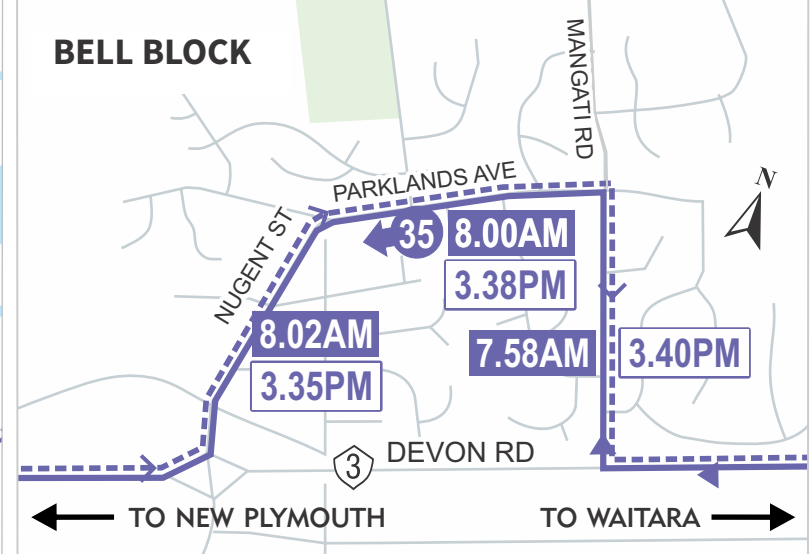 BELL BLOCK
MANGATI RD
PARKLANDS AVE
N
NUGENT ST
35
8.00AM
3.38PM
8.02AM
3.35PM
7.58AM
3.40PM
3
DEVON RD
TO NEW PLYMOUTH
TO WAITARA